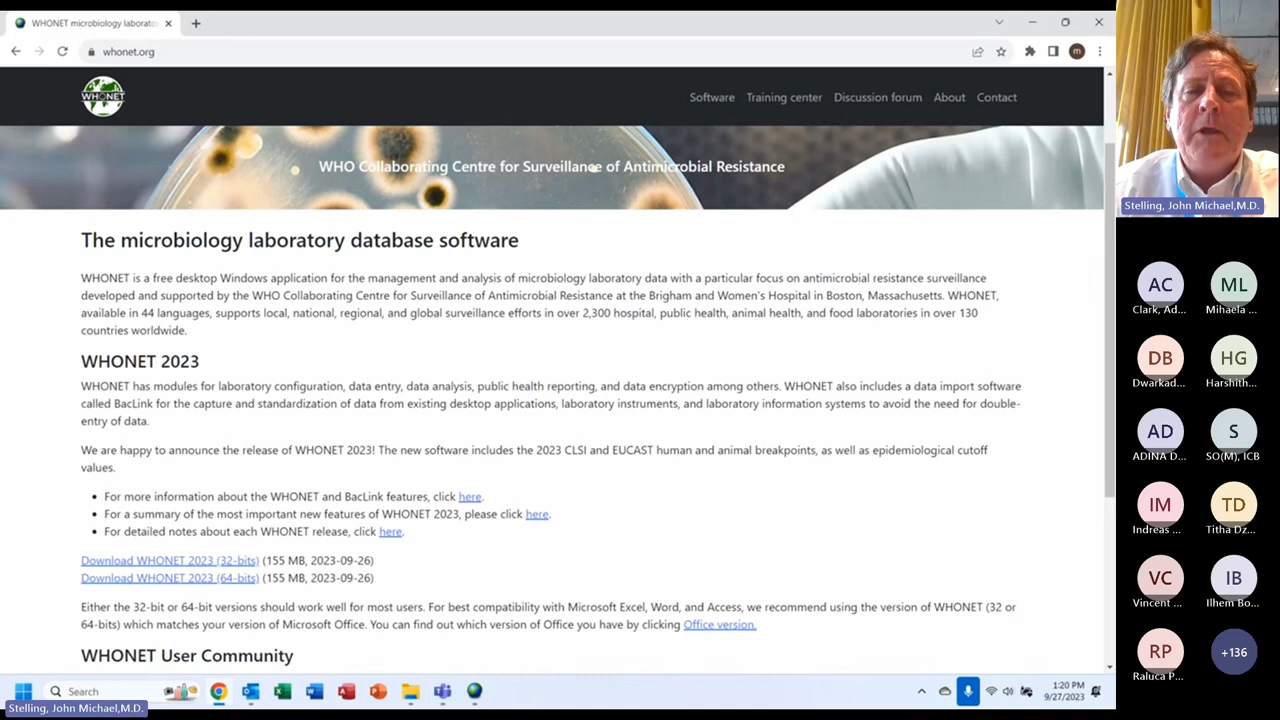 WHONET microbiology laborato
whonet.org
m
WHONET
Software Training center Discussion forum About Contact
WHO Collaborating Centre for Surveillance of Antimicrobial Resistance
The microbiology laboratory database software
WHONET is a free desktop Windows application for the management and analysis of microbiology laboratory data with a particular focus on antimicrobial resistance surveillance
developed and supported by the WHO Collaborating Centre for Surveillance of Antimicrobial Resistance at the Brigham and Women's Hospital in Boston, Massachusetts. WHONET,
available in 44 languages, supports local, national, regional, and global surveillance efforts in over 2,300 hospital, public health, animal health, and food laboratories in over 130
countries worldwide.
WHONET 2023
WHONET has modules for laboratory configuration, data entry, data analysis, public health reporting, and data encryption among others. WHONET also includes a data import software
called BacLink for the capture and standardization of data from existing desktop applications, laboratory instruments, and laboratory information systems to avoid the need for double-
entry of data.
We are happy to announce the release of WHONET 2023! The new software includes the 2023 CLSI and EUCAST human and animal breakpoints, as well as epidemiological cutoff
values.
• For more information about the WHONET and BacLink features, click here.
• For a summary of the most important new features of WHONET 2023, please click here.
• For detailed notes about each WHONET release, click here.
Download WHONET 2023 (32-bits) (155 MB, 2023-09-26)
Download WHONET 2023 (64-bits) (155 MB, 2023-09-26)
Either the 32-bit or 64-bit versions should work well for most users. For best compatibility with Microsoft Excel, Word, and Access, we recommend using the version of WHONET (32 or
64-bits) which matches your version of Microsoft Office. You can find out which version of Office you have by clicking Office version.
WHONET User Community
Search
1:20 PM
9/27/2023
Stelling, John Michael,M.D.
Stelling, John Michael,M.D.
AC ML
Clark, Ad... Mihaela ...
DB HG
Dwarkad... Harshith...
AD S
ADINA D... SO(M), ICB
IM TD
Indreas ... Titha Dz...
VC IB
Vincent ... Ilhem Bo...
RP +136
Raluca P...